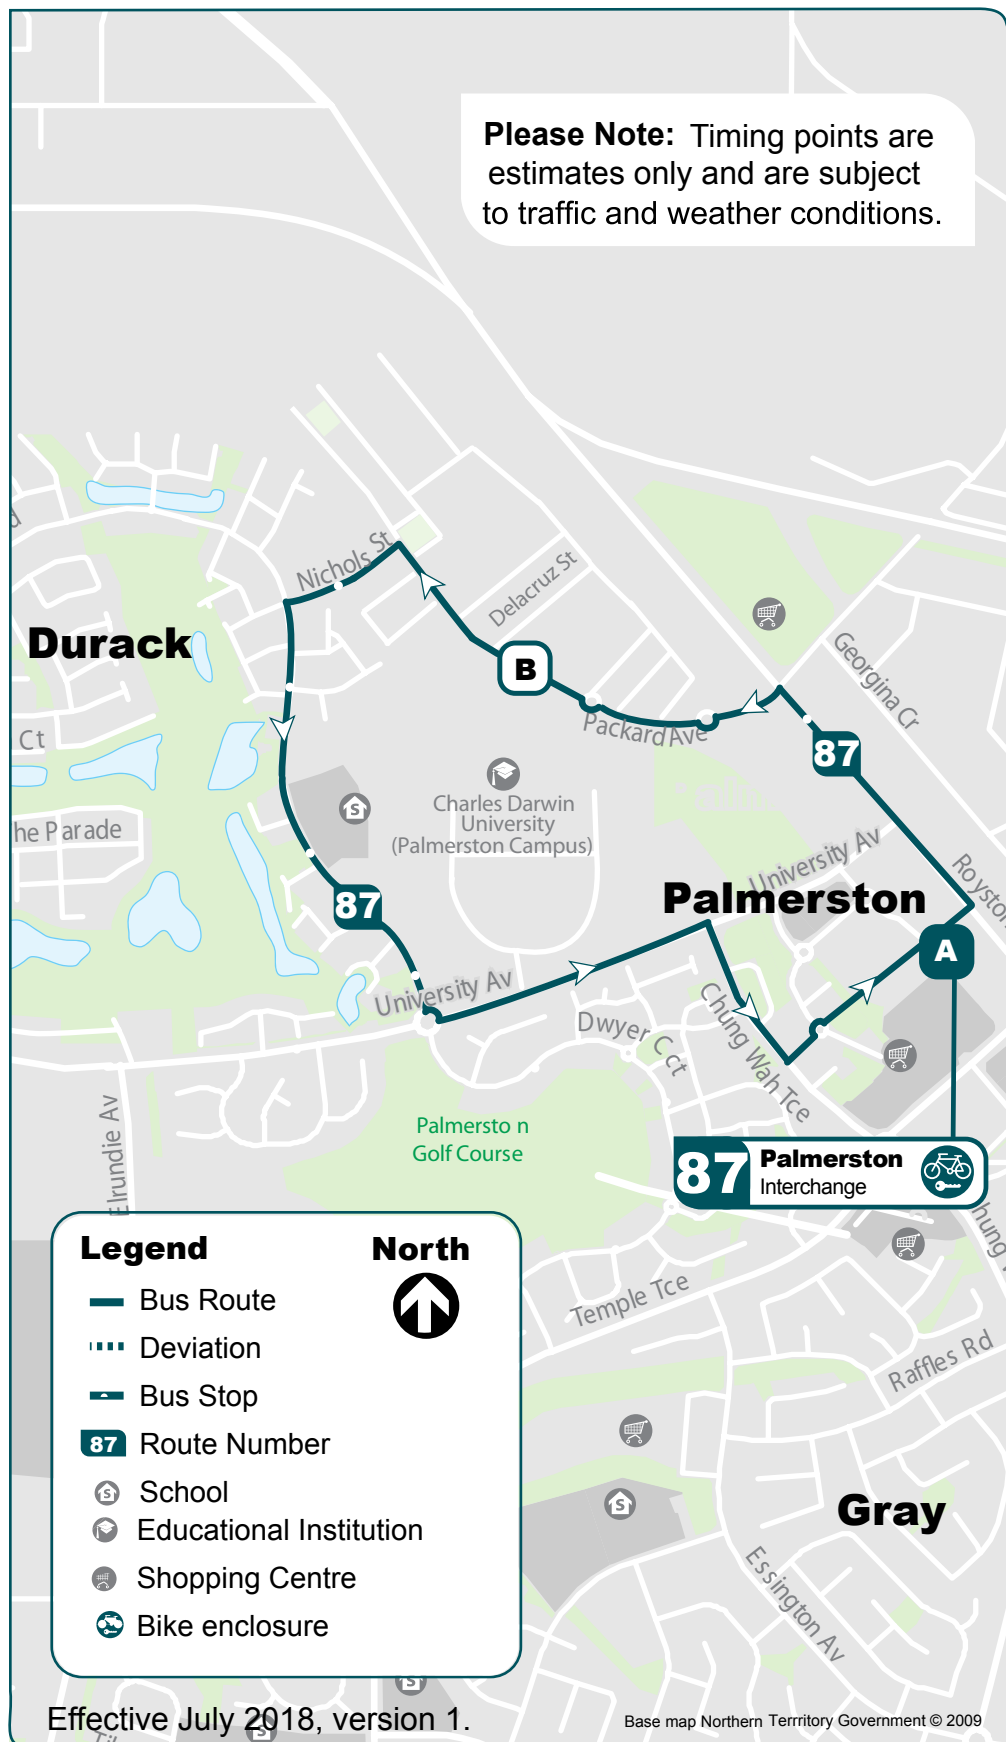 Please Note: Timing points are
estimates only and are subject
to traffic and weather conditions.
Nichols St
Delacruz St
Durack
B
Georgina Cr
Packard Ave
87
Ct
Charles Darwin
University
(Palmerston Campus)
he Parade
University Av
Royston
87
Palmerston
A
University Av
Chung Wah Tce
Dwyer Cct
Elrundie Av
Palmersto n
Golf Course
87
Palmerston
Interchange
hung
Legend
North
Bus Route
Deviation
Bus Stop
87 Route Number
S School
Educational Institution
Shopping Centre
Bike enclosure
Temple Tce
Raffles Rd
S
S
Gray
Essington Av
S
S
Effective July 2018, version 1.
Base map Northern Terrritory Government © 2009